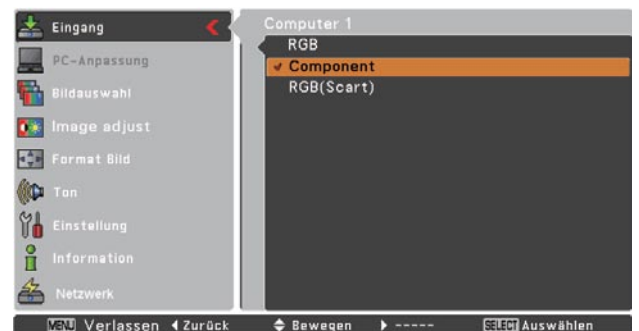 Eingang
PC-Anpassung
Bildauswahl
Image adjust
Format Bild
Ton
Einstellung
Information
Netzwerk
Computer 1
RGB
Component
RGB(Scart)
MENU Verlassen Zurück Bewegen ----- SELECT Auswählen